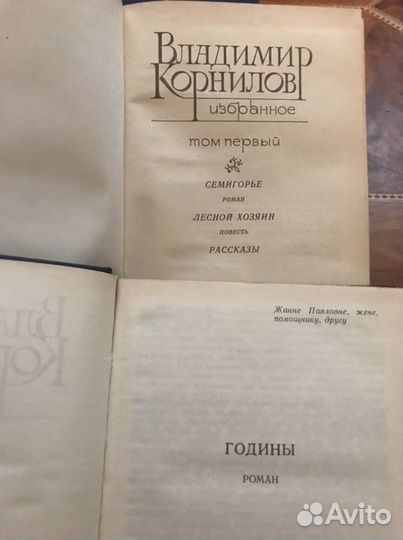 Владимир
Корнилов
избранное
том первый
СЕМИГОРЬЕ
РОМАН
ЛЕСНОЙ ХОЗЯИН
ПОВЕСТЬ
РАССКАЗЫ
Жанне Павловне, жене,
помощнику, другу
ГОДИНЫ
РОМАН
Avito